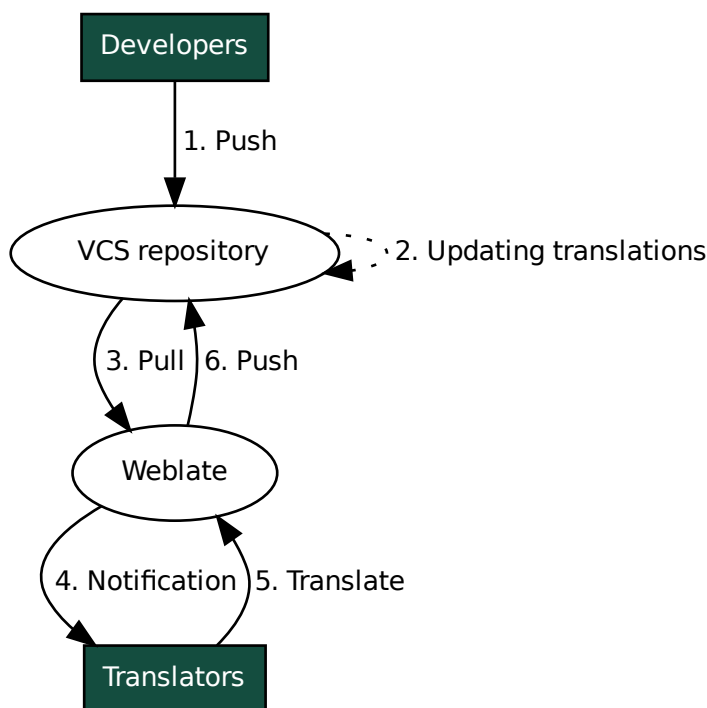 Developers
1. Push
VCS repository
2. Updating translations
3. Pull
6. Push
Weblate
4. Notification
5. Translate
Translators